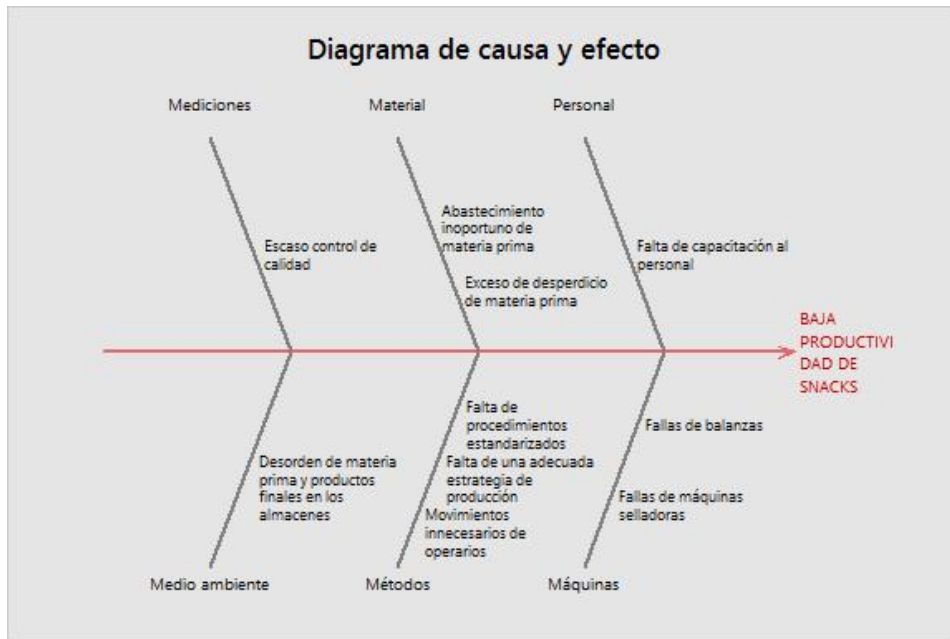 Diagrama de causa y efecto
Mediciones
Material
Personal
Escaso control de
calidad
Abastecimiento
inoportuno de
materia prima
Exceso de desperdicio
de materia prima
Falta de capacitación al
personal
BAJA
PRODUCTIVI
DAD DE
SNACKS
Desorden de materia
prima y productos
finales en los
almacenes
Falta de
procedimientos
estandarizados
Falta de una adecuada
estrategia de
producción
Movimientos
innecesarios de
operarios
Fallas de balanzas
Fallas de máquinas
selladoras
Medio ambiente
Métodos
Máquinas